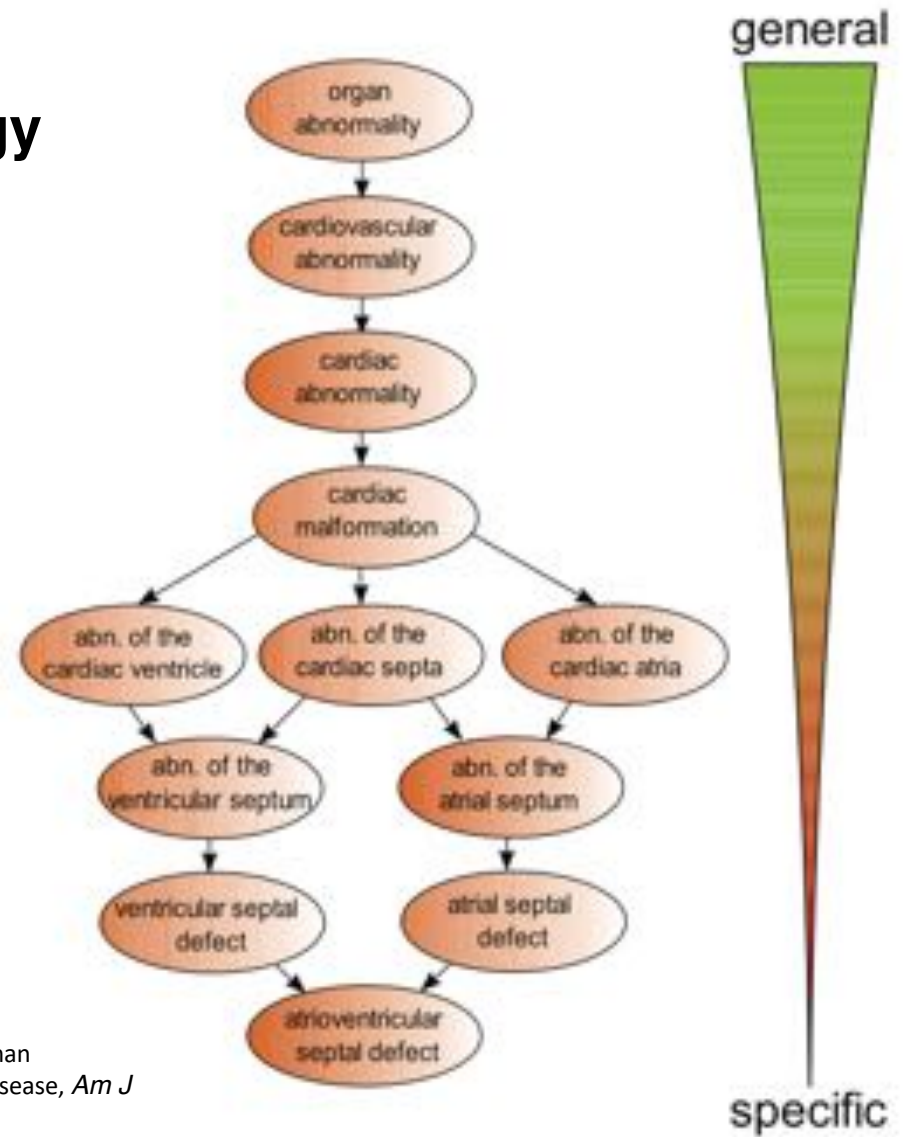 general
gy
organ
abnormality
cardiovascular
abnormality
cardiac
abnormality
cardiac
malformation
abn. of the
cardiac ventricle
abn. of the
cardiac septa
abn. of the
cardiac atria
abn. of the
ventricular septum
abn. of the
atrial septum
ventricular septal
defect
atrial septal
defect
atrioventricular
septal defect
nan
sease, Am J
specific